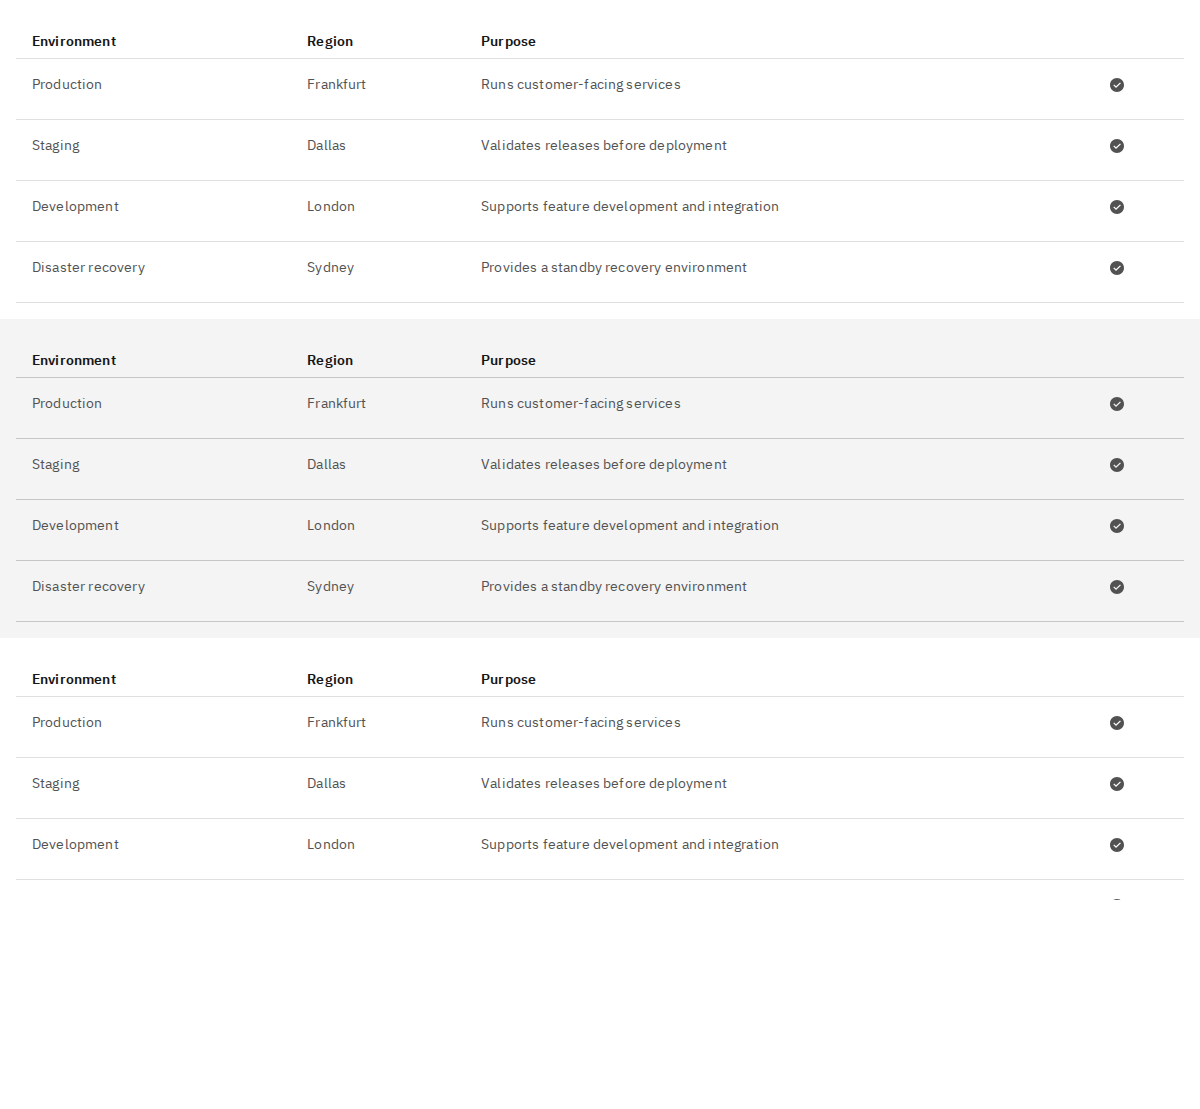 Environment Region Purpose
Production Frankfurt Runs customer-facing services
Staging Dallas Validates releases before deployment
Development London Supports feature development and integration
Disaster recovery Sydney Provides a standby recovery environment
Environment Region Purpose
Production Frankfurt Runs customer-facing services
Staging Dallas Validates releases before deployment
Development London Supports feature development and integration
Disaster recovery Sydney Provides a standby recovery environment
Environment Region Purpose
Production Frankfurt Runs customer-facing services
Staging Dallas Validates releases before deployment
Development London Supports feature development and integration